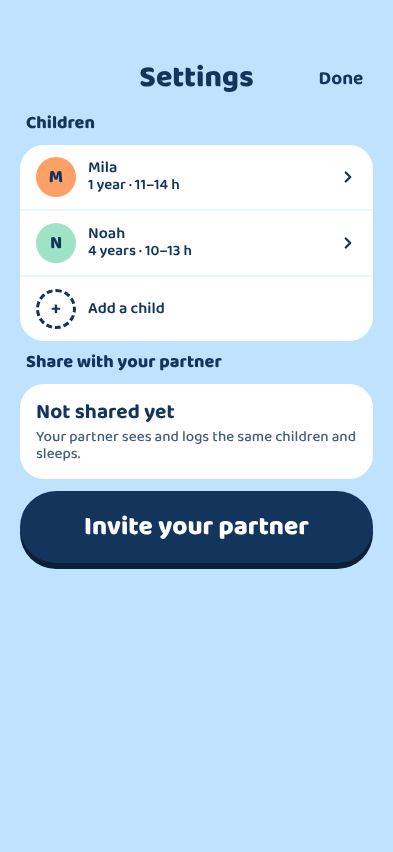 Settings
Done
Children
M
Mila
1 year · 11–14 h
N
Noah
4 years · 10–13 h
+
Add a child
Share with your partner
Not shared yet
Your partner sees and logs the same children and
sleeps.
Invite your partner